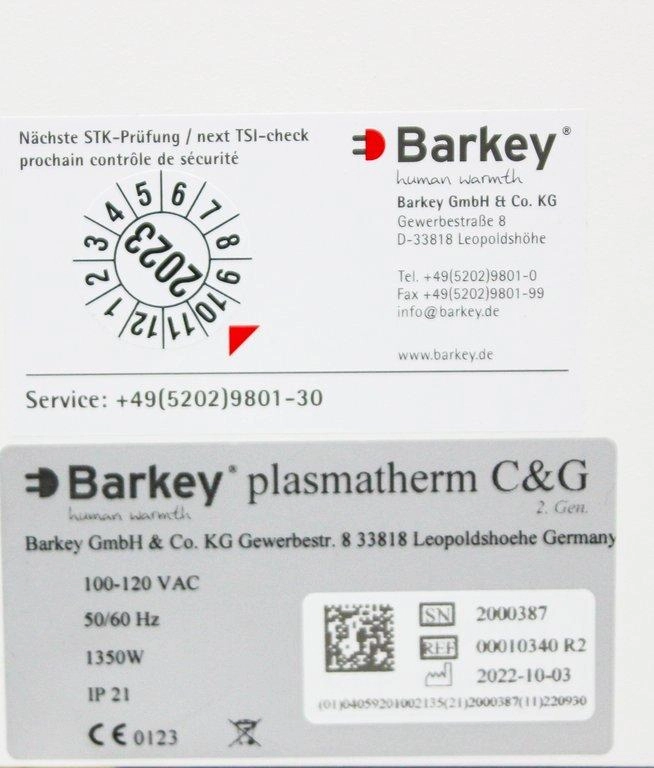 Nächste STK-Prüfung / next TSI-check
prochain contrôle de sécurité
1 2 3 4 5 6 7 8 9 10 11 12
2023
Barkey®
human warmth
Barkey GmbH & Co. KG
Gewerbestraße 8
D-33818 Leopoldshöhe
Tel. +49(5202)9801-0
Fax +49(5202)9801-99
info@barkey.de
www.barkey.de
Service: +49(5202)9801-30
Barkey® plasmatherm C&G
human warmth
2. Gen.
Barkey GmbH & Co. KG Gewerbestr. 8 33818 Leopoldshoehe Germany
100-120 VAC
50/60 Hz
1350W
IP 21
CE 0123
SN 2000387
REF 00010340 R2
2022-10-03
(01)04059201002135(21)2000387(11)220930